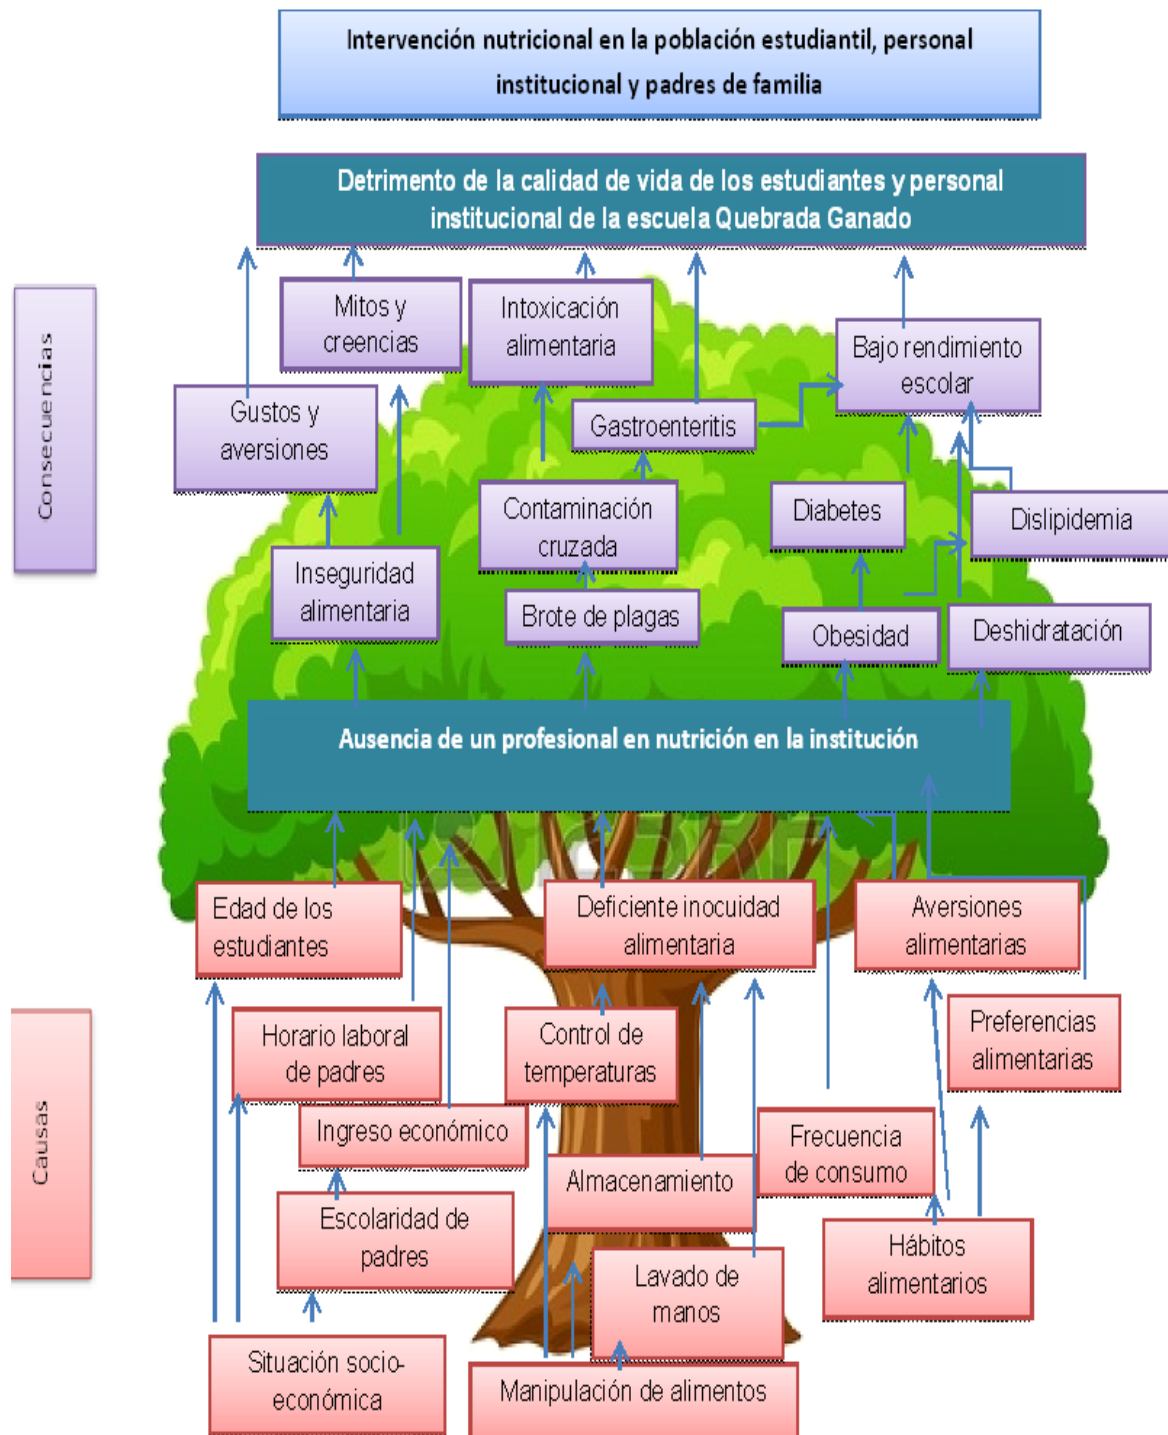 Intervención nutricional en la población estudiantil, personal
institucional y padres de familia
Detrimento de la calidad de vida de los estudiantes y personal
institucional de la escuela Quebrada Ganado
Consecuencias
Mitos y
creencias
Intoxicación
alimentaria
Bajo rendimiento
escolar
Gustos y
aversiones
Gastroenteritis
Contaminación
cruzada
Diabetes
Dislipidemia
Inseguridad
alimentaria
Brote de plagas
Obesidad
Deshidratación
Ausencia de un profesional en nutrición en la institución
Edad de los
estudiantes
Deficiente inocuidad
alimentaria
Aversiones
alimentarias
Causas
Horario laboral
de padres
Control de
temperaturas
Preferencias
alimentarias
Ingreso económico
Almacenamiento
Frecuencia
de consumo
Escolaridad de
padres
Lavado de
manos
Hábitos
alimentarios
Situación socio-
económica
Manipulación de alimentos